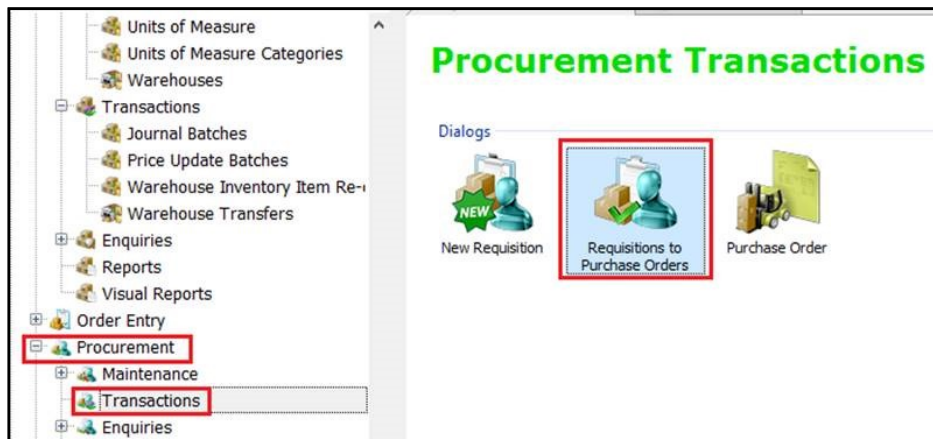 Units of Measure
Units of Measure Categories
Warehouses
Transactions
Journal Batches
Price Update Batches
Warehouse Inventory Item Re-
Warehouse Transfers
Enquiries
Reports
Visual Reports
Order Entry
Procurement
Maintenance
Transactions
Enquiries
Procurement Transactions
Dialogs
NEW
New Requisition
Requisitions to
Purchase Orders
Purchase Order